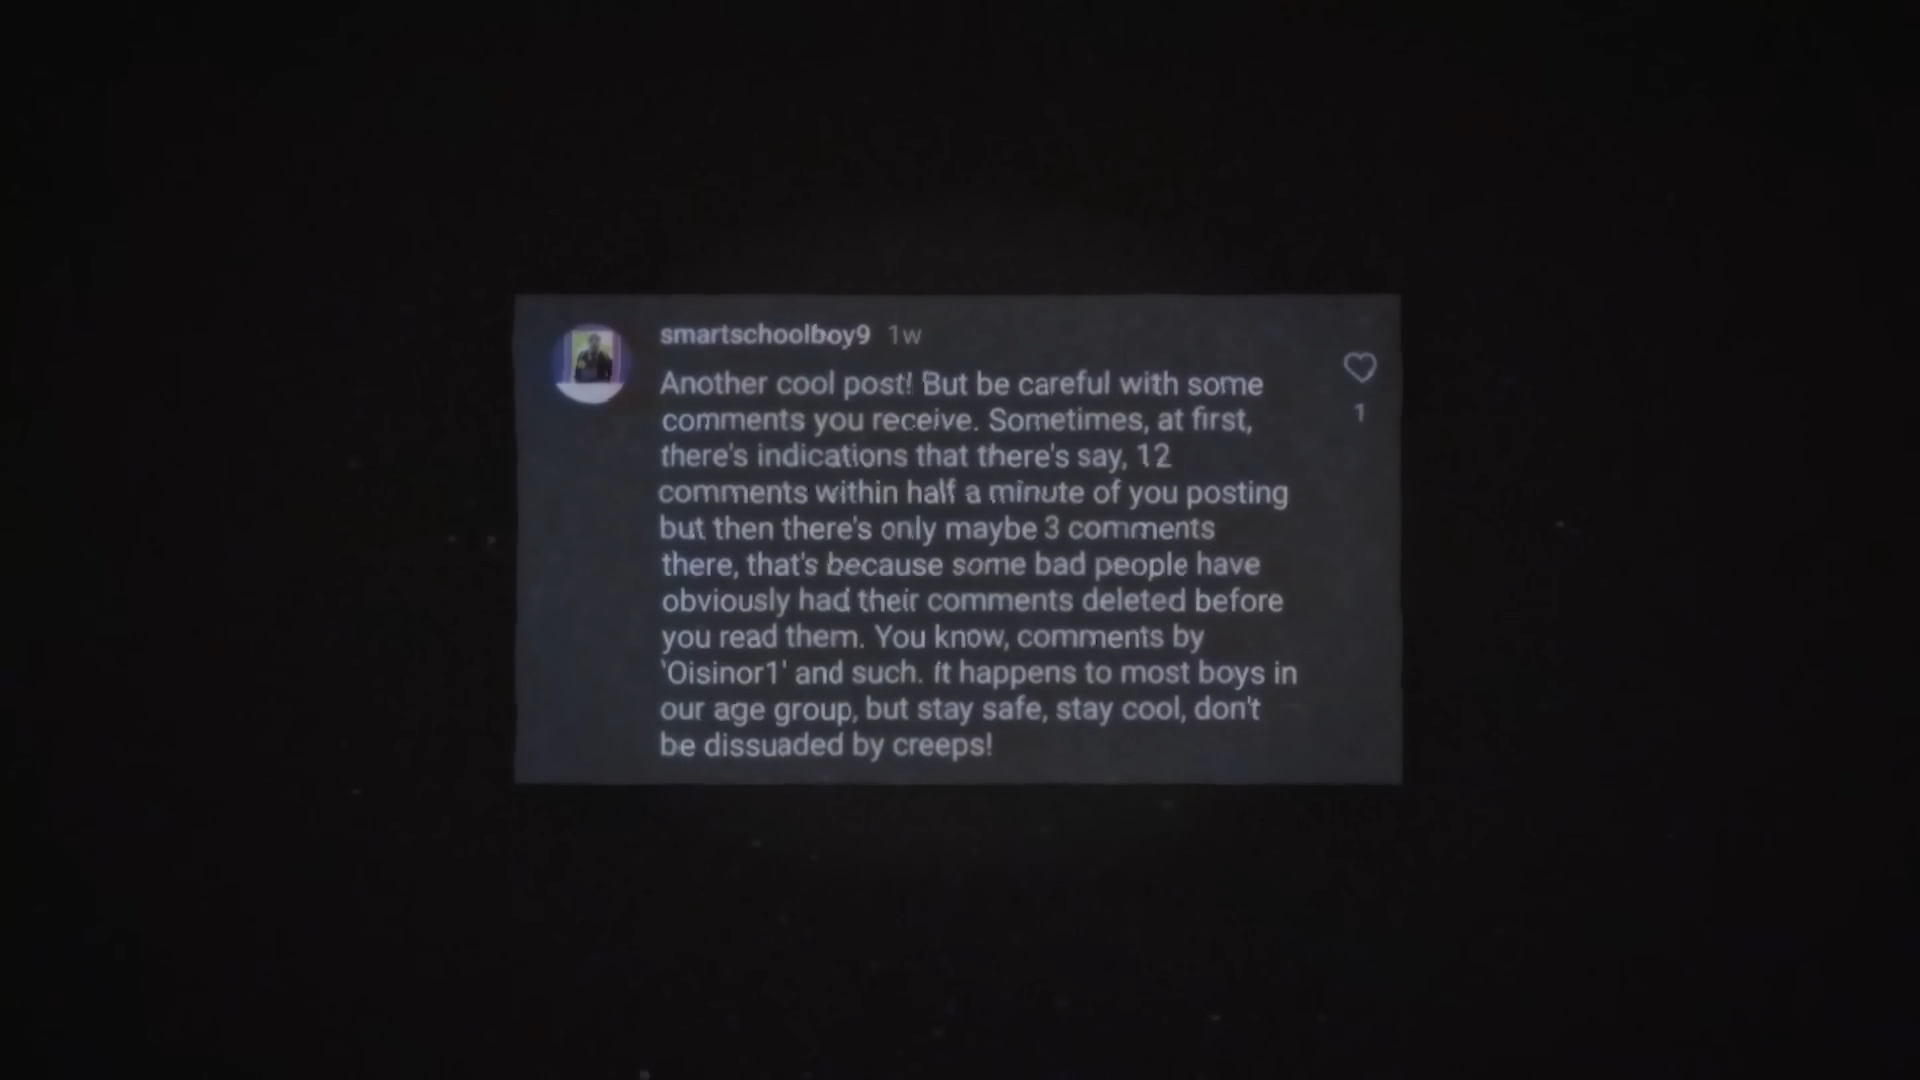 smartschoolboy9 1w
Another cool post! But be careful with some
comments you receive. Sometimes, at first,
there's indications that there's say, 12
comments within half a minute of you posting
but then there's only maybe 3 comments
there, that's because some bad people have
obviously had their comments deleted before
you read them. You know, comments by
'Oisinor1' and such. It happens to most boys in
our age group, but stay safe, stay cool, don't
be dissuaded by creeps!
1